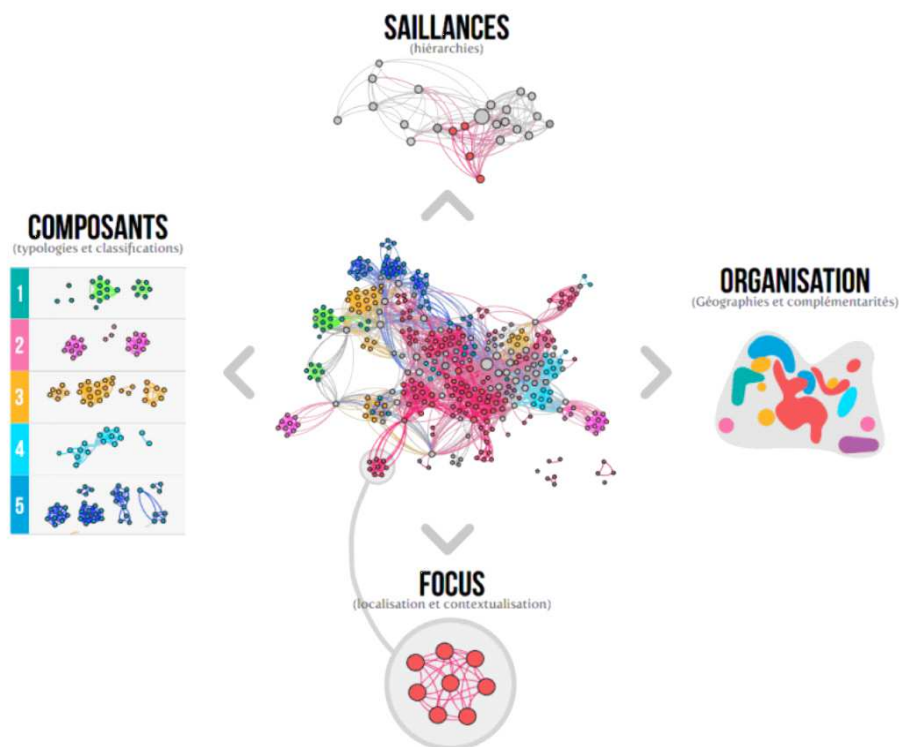 SAILLANCES
(hiérarchies)
COMPOSANTS
(typologies et classifications)
1
2
3
4
5
ORGANISATION
(Géographies et complémentarités)
FOCUS
(localisation et contextualisation)